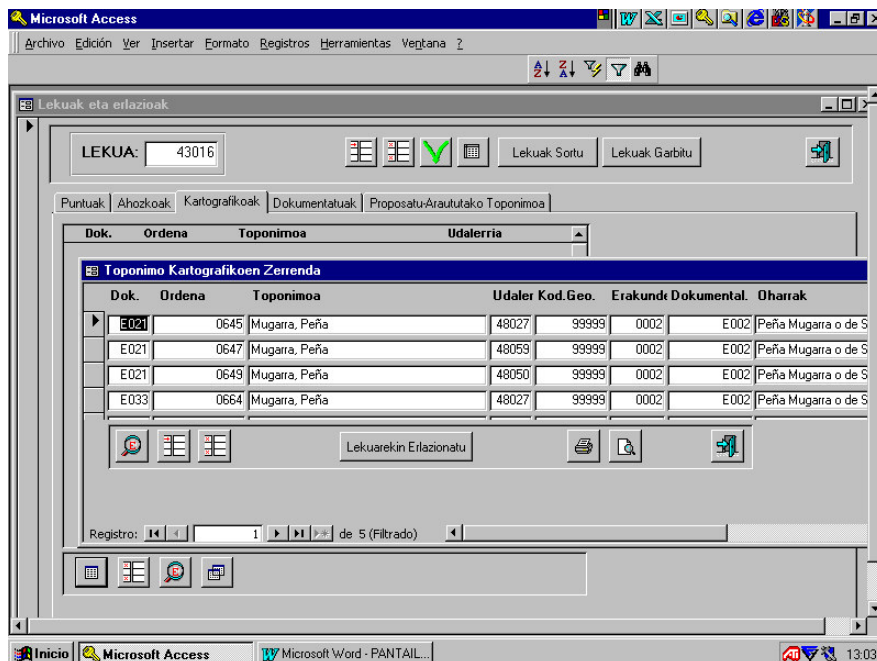 Microsoft Access
Archivo Edición Ver Insertar Formato Registros Herramientas Ventana ?
Lekuak eta erlazioak
LEKUA: 43016 Lekuak Sortu Lekuak Garbitu
Puntuak Ahozkoak Kartografikoak Dokumentatuak Proposatu-Araututako Toponimoa
Dok. Ordena Toponimoa Udalerria
Toponimo Kartografikoen Zerrenda
Dok. Ordena Toponimoa Udaler Kod.Geo. Erakunde Dokumental. Oharrak
E021 0645 Mugarra, Peña 48027 99999 0002 E002 Peña Mugarra o de S
E021 0647 Mugarra, Peña 48059 99999 0002 E002 Peña Mugarra o de S
E021 0649 Mugarra, Peña 48050 99999 0002 E002 Peña Mugarra o de S
E033 0664 Mugarra, Peña 48027 99999 0002 E002 Peña Mugarra o de S
Lekuarekin Erlazionatu
Registro: 1 de 5 (Filtrado)
Inicio Microsoft Access Microsoft Word - PANTAIL... 13:03